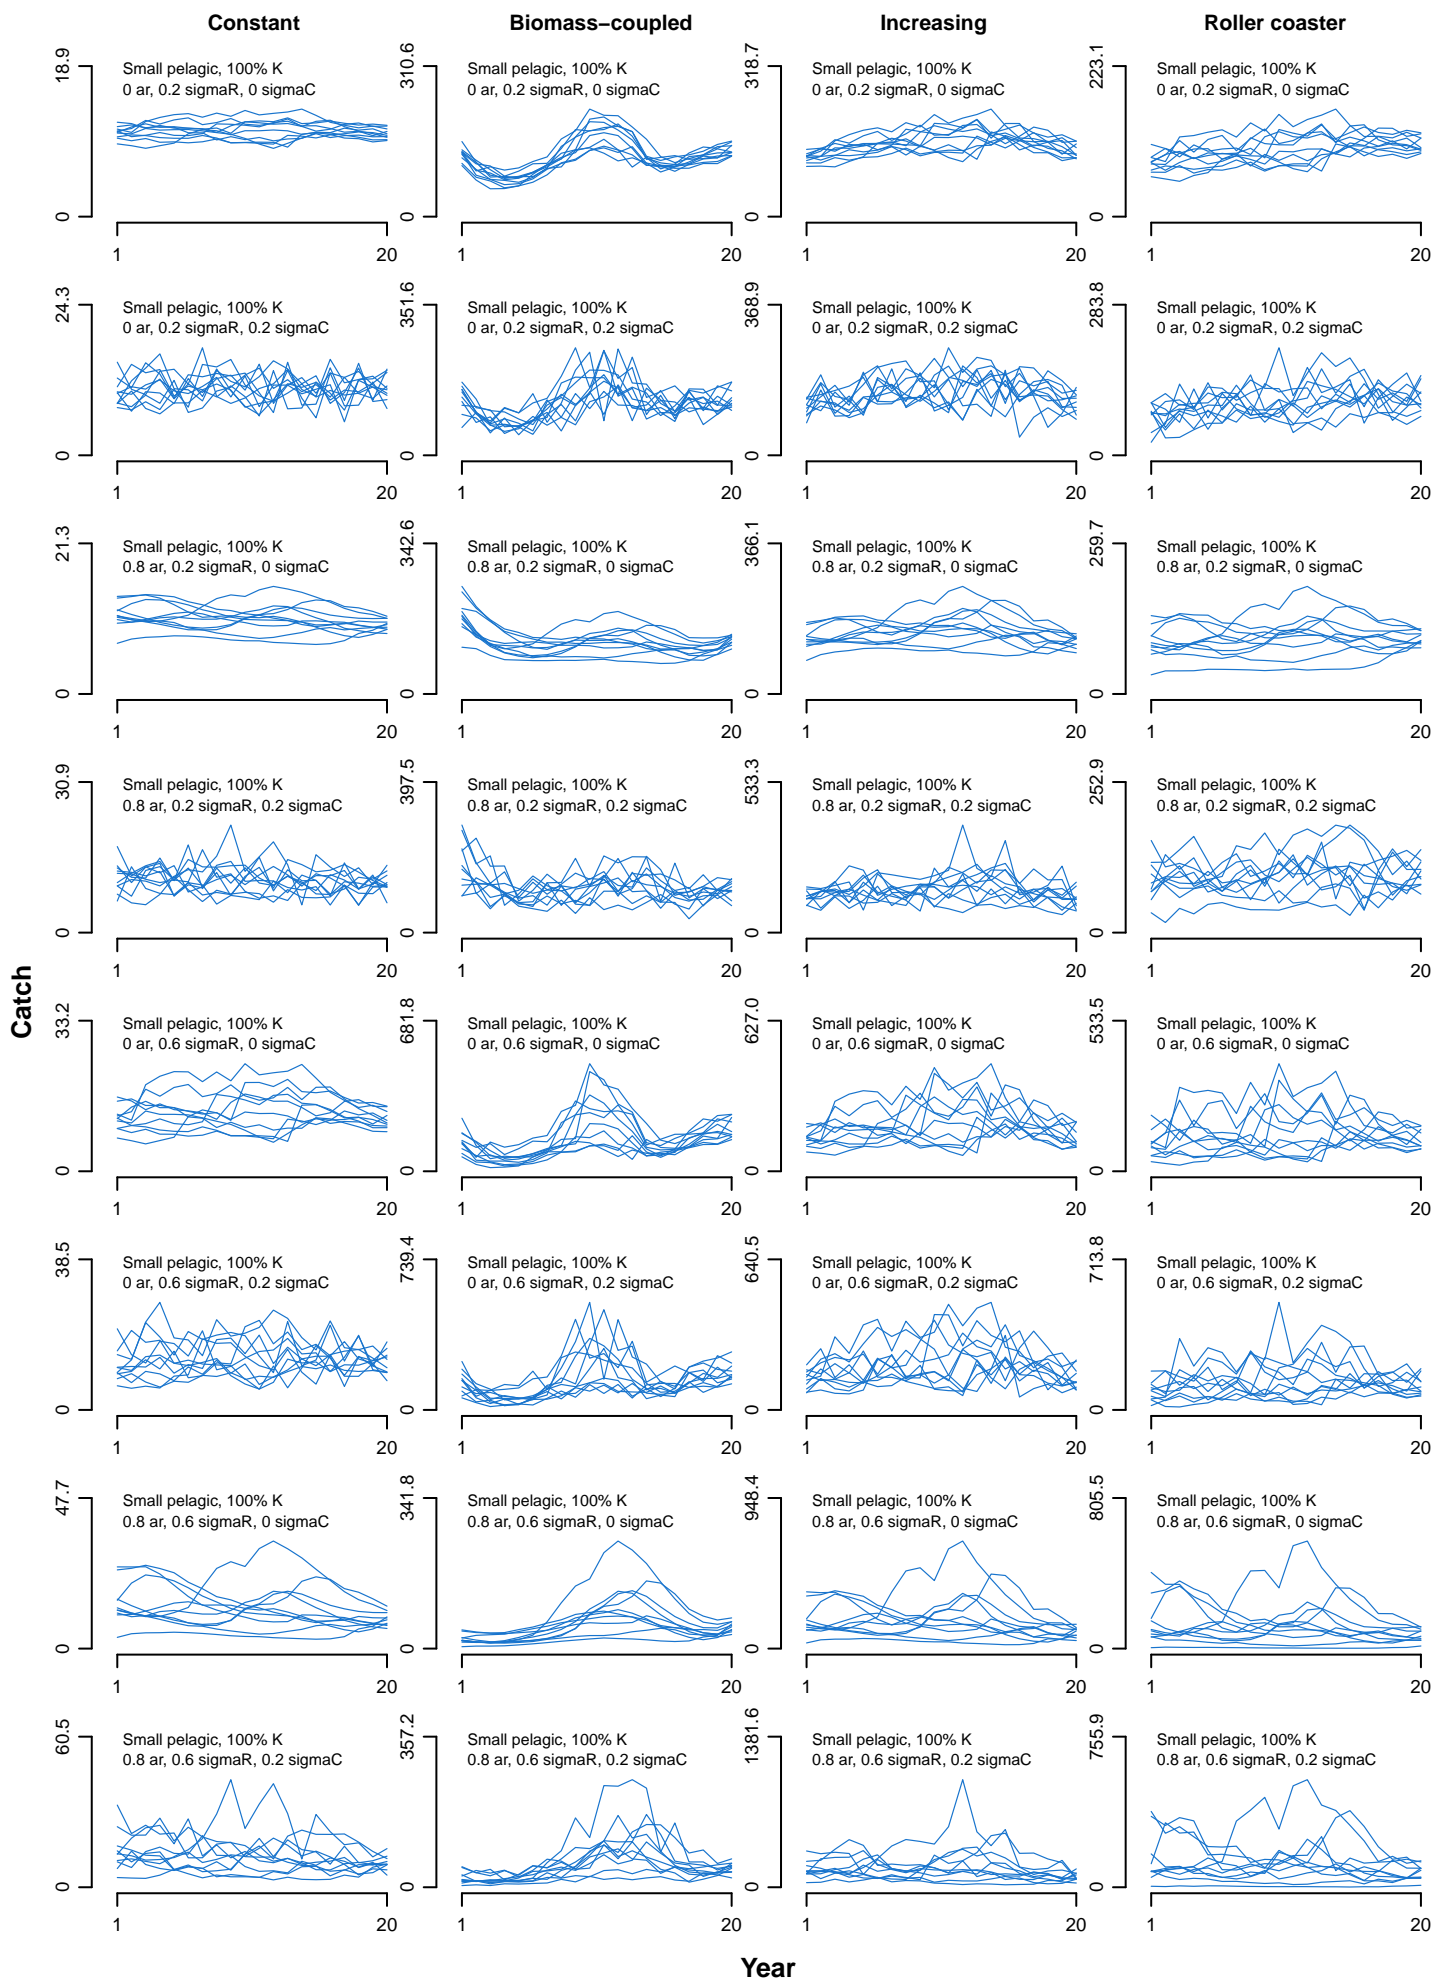 Constant Biomass−coupled Increasing Roller coaster
18.9 310.6 318.7 223.1
Small pelagic, 100% K Small pelagic, 100% K Small pelagic, 100% K Small pelagic, 100% K
0 ar, 0.2 sigmaR, 0 sigmaC 0 ar, 0.2 sigmaR, 0 sigmaC 0 ar, 0.2 sigmaR, 0 sigmaC 0 ar, 0.2 sigmaR, 0 sigmaC
0 0 0 0
1 20 1 20 1 20 1 20
24.3 351.6 368.9 283.8
Small pelagic, 100% K Small pelagic, 100% K Small pelagic, 100% K Small pelagic, 100% K
0 ar, 0.2 sigmaR, 0.2 sigmaC 0 ar, 0.2 sigmaR, 0.2 sigmaC 0 ar, 0.2 sigmaR, 0.2 sigmaC 0 ar, 0.2 sigmaR, 0.2 sigmaC
0 0 0 0
1 20 1 20 1 20 1 20
21.3 342.6 366.1 259.7
Small pelagic, 100% K Small pelagic, 100% K Small pelagic, 100% K Small pelagic, 100% K
0.8 ar, 0.2 sigmaR, 0 sigmaC 0.8 ar, 0.2 sigmaR, 0 sigmaC 0.8 ar, 0.2 sigmaR, 0 sigmaC 0.8 ar, 0.2 sigmaR, 0 sigmaC
0 0 0 0
1 20 1 20 1 20 1 20
30.9 397.5 533.3 252.9
Small pelagic, 100% K Small pelagic, 100% K Small pelagic, 100% K Small pelagic, 100% K
0.8 ar, 0.2 sigmaR, 0.2 sigmaC 0.8 ar, 0.2 sigmaR, 0.2 sigmaC 0.8 ar, 0.2 sigmaR, 0.2 sigmaC 0.8 ar, 0.2 sigmaR, 0.2 sigmaC
0 0 0 0
1 20 1 20 1 20 1 20
Catch
33.2 681.8 627.0 533.5
Small pelagic, 100% K Small pelagic, 100% K Small pelagic, 100% K Small pelagic, 100% K
0 ar, 0.6 sigmaR, 0 sigmaC 0 ar, 0.6 sigmaR, 0 sigmaC 0 ar, 0.6 sigmaR, 0 sigmaC 0 ar, 0.6 sigmaR, 0 sigmaC
0 0 0 0
1 20 1 20 1 20 1 20
38.5 739.4 640.5 713.8
Small pelagic, 100% K Small pelagic, 100% K Small pelagic, 100% K Small pelagic, 100% K
0 ar, 0.6 sigmaR, 0.2 sigmaC 0 ar, 0.6 sigmaR, 0.2 sigmaC 0 ar, 0.6 sigmaR, 0.2 sigmaC 0 ar, 0.6 sigmaR, 0.2 sigmaC
0 0 0 0
1 20 1 20 1 20 1 20
47.7 341.8 948.4 805.5
Small pelagic, 100% K Small pelagic, 100% K Small pelagic, 100% K Small pelagic, 100% K
0.8 ar, 0.6 sigmaR, 0 sigmaC 0.8 ar, 0.6 sigmaR, 0 sigmaC 0.8 ar, 0.6 sigmaR, 0 sigmaC 0.8 ar, 0.6 sigmaR, 0 sigmaC
0 0 0 0
1 20 1 20 1 20 1 20
60.5 357.2 1381.6 755.9
Small pelagic, 100% K Small pelagic, 100% K Small pelagic, 100% K Small pelagic, 100% K
0.8 ar, 0.6 sigmaR, 0.2 sigmaC 0.8 ar, 0.6 sigmaR, 0.2 sigmaC 0.8 ar, 0.6 sigmaR, 0.2 sigmaC 0.8 ar, 0.6 sigmaR, 0.2 sigmaC
0 0 0 0
1 20 1 20 1 20 1 20
Year